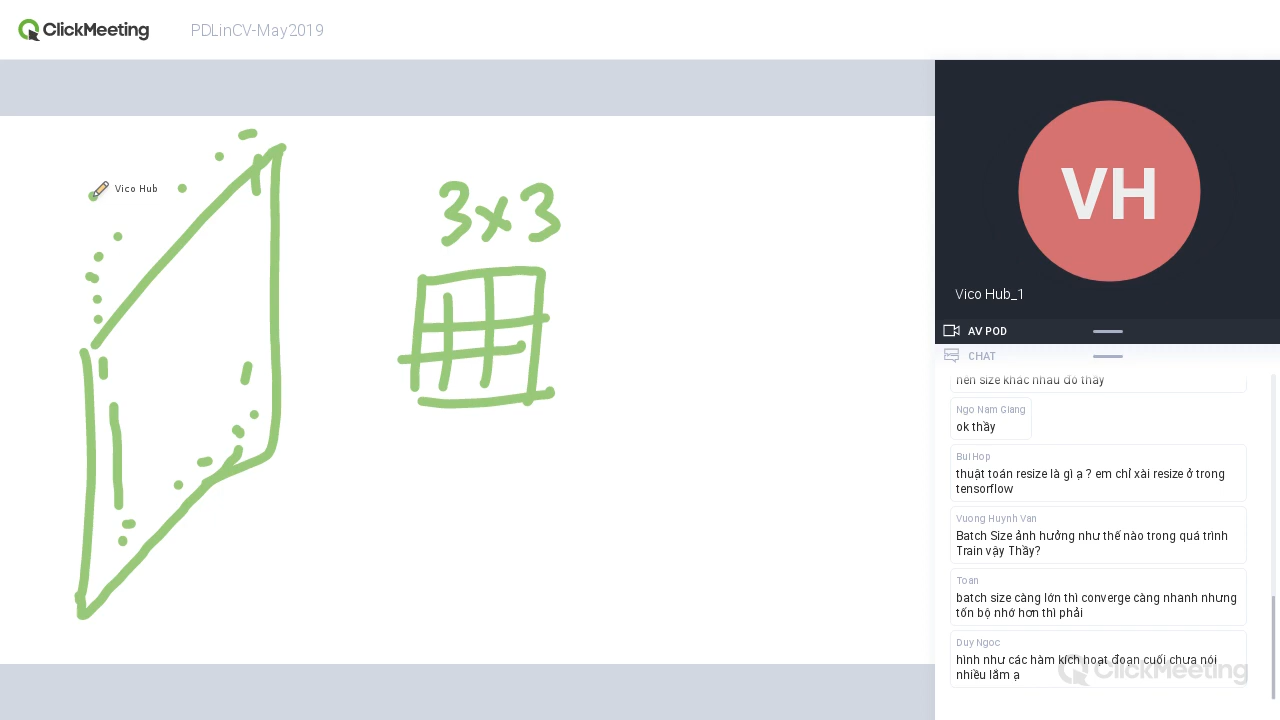 ClickMeeting
PDLinCV-May2019
Vico Hub
3x3
VH
Vico Hub_1
AV POD
CHAT
nên size khác nhau đó thầy
Ngo Nam Giang
ok thầy
Bui Hop
thuật toán resize là gì ạ ? em chỉ xài resize ở trong
tensorflow
Vuong Huynh Van
Batch Size ảnh hưởng như thế nào trong quá trình
Train vậy Thầy?
Toan
batch size càng lớn thì converge càng nhanh nhưng
tốn bộ nhớ hơn thì phải
Duy Ngoc
hình như các hàm kích hoạt đoạn cuối chưa nói
nhiều lắm ạ
ClickMeeting